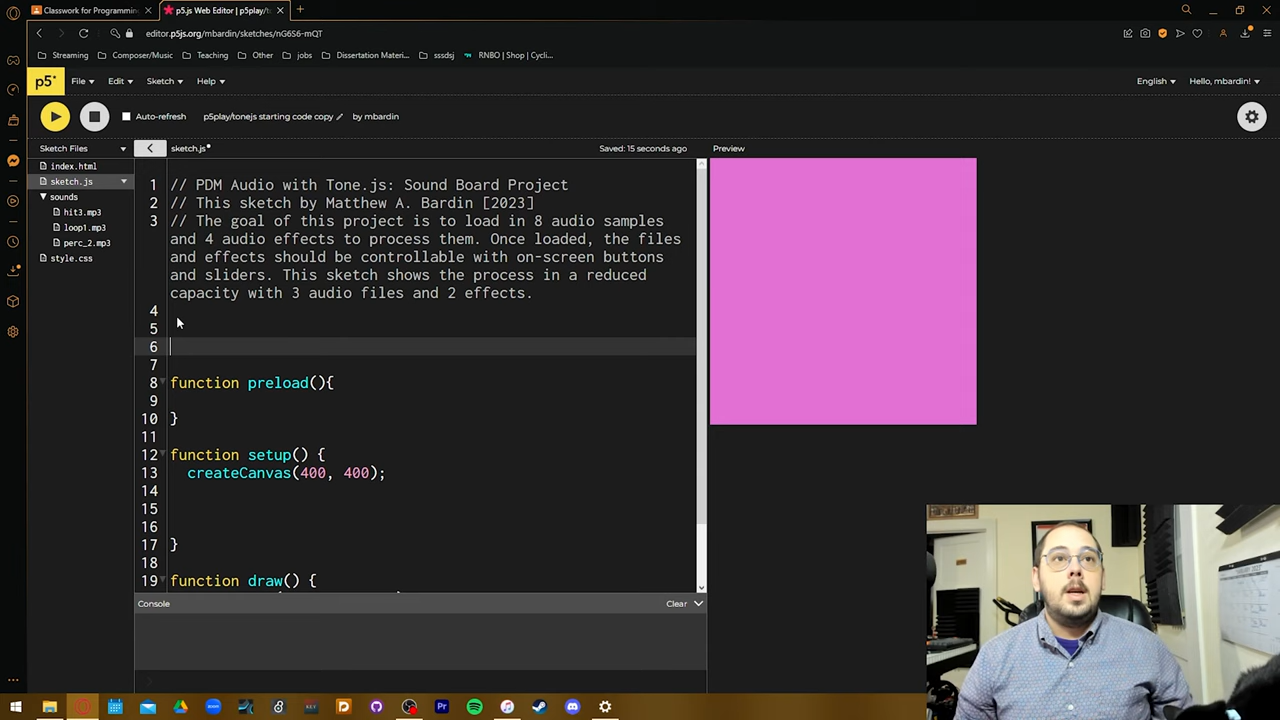 Classwork for Programmin
p5.js Web Editor | p5play/to
editor.p5js.org/mbardin/sketches/nG6S6-mQT
Streaming
Composer/Music
Teaching
Other
jobs
Dissertation Materi...
sssdsj
RNBO | Shop | Cycli...
p5*
File
Edit
Sketch
Help
English
Hello, mbardin!
Auto-refresh
p5play/tonejs starting code copy
by mbardin
Sketch Files
sketch.js
Saved: 15 seconds ago
Preview
index.html
sketch.js
sounds
hit3.mp3
loop1.mp3
perc_2.mp3
style.css
1 // PDM Audio with Tone.js: Sound Board Project
2 // This sketch by Matthew A. Bardin [2023]
3 // The goal of this project is to load in 8 audio samples
and 4 audio effects to process them. Once loaded, the files
and effects should be controllable with on-screen buttons
and sliders. This sketch shows the process in a reduced
capacity with 3 audio files and 2 effects.
4
5
6
7
8 function preload(){
9
10 }
11
12 function setup() {
13 createCanvas(400, 400);
14
15
16
17 }
18
19 function draw() {
Console
Clear